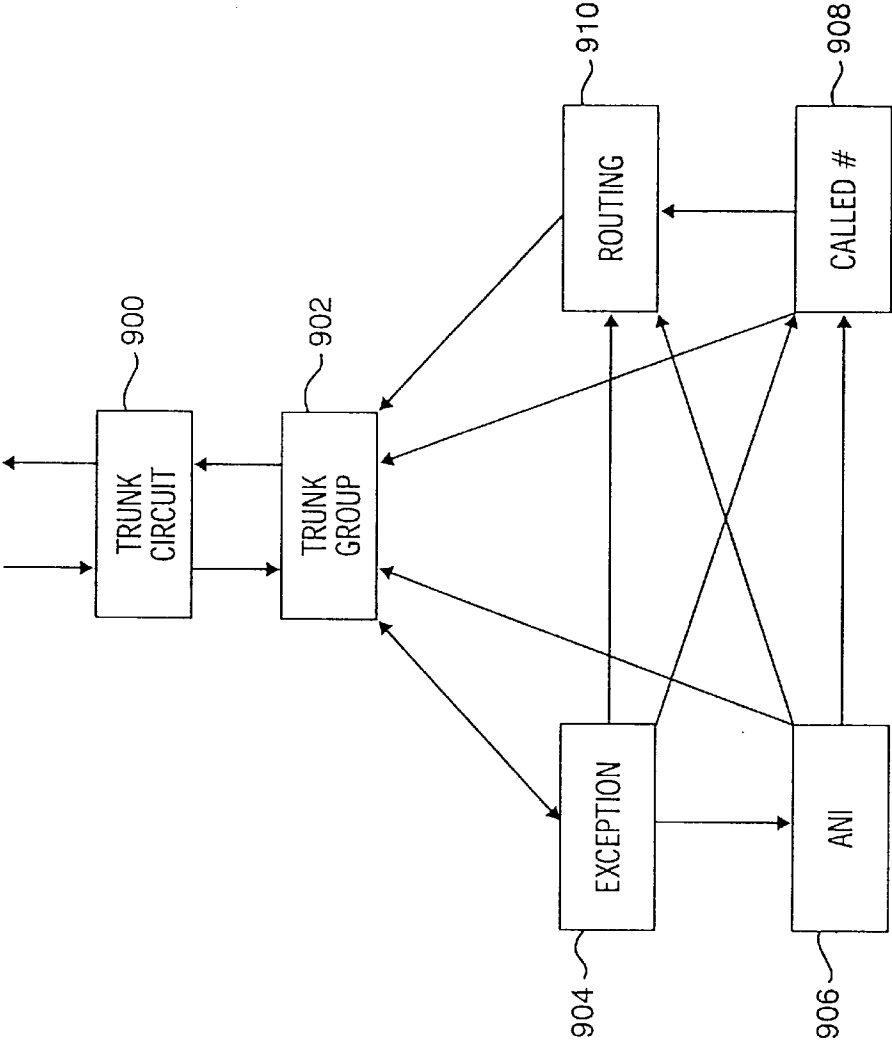 900
TRUNK
CIRCUIT
902
TRUNK
GROUP
904
EXCEPTION
910
ROUTING
906
ANI
908
CALLED #